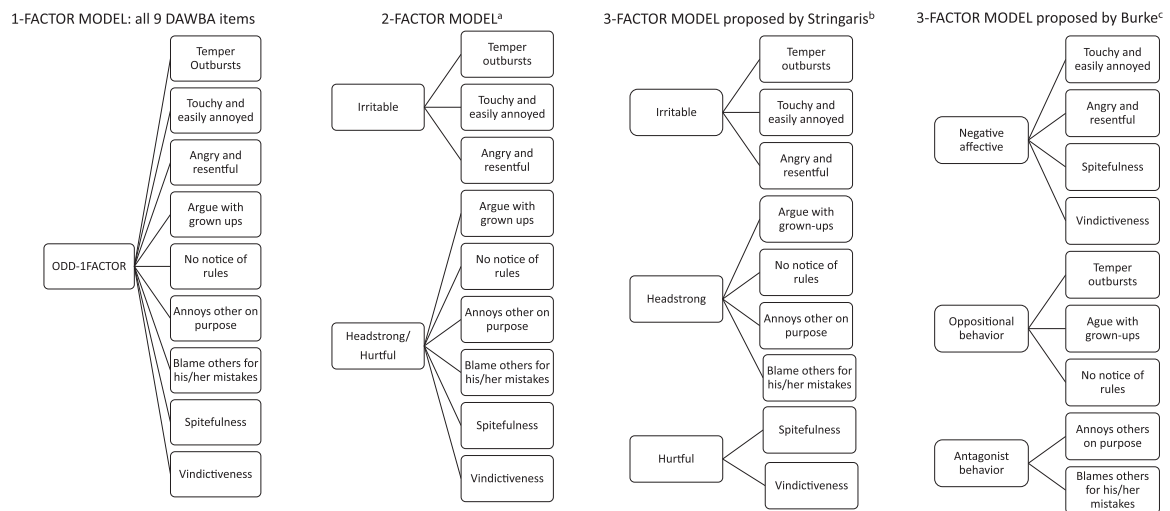 1-FACTOR MODEL: all 9 DAWBA items
ODD-1FACTOR
Temper
Outbursts
Touchy and
easily annoyed
Angry and
resentful
Argue with
grown ups
No notice of
rules
Annoys other on
purpose
Blame others for
his/her mistakes
Spitefulness
Vindictiveness
2-FACTOR MODELa
Irritable
Temper
outbursts
Touchy and
easily annoyed
Angry and
resentful
Headstrong/
Hurtful
Argue with
grown ups
No notice of
rules
Annoys other on
purpose
Blame others for
his/her mistakes
Spitefulness
Vindictiveness
3-FACTOR MODEL proposed by Stringarisb
Irritable
Temper
outbursts
Touchy and
easily annoyed
Angry and
resentful
Headstrong
Argue with
grown-ups
No notice of
rules
Annoys other on
purpose
Blame others for
his/her mistakes
Hurtful
Spitefulness
Vindictiveness
3-FACTOR MODEL proposed by Burkec
Negative
affective
Touchy and
easily annoyed
Angry and
resentful
Spitefulness
Vindictiveness
Oppositional
behavior
Temper
outbursts
Ague with
grown-ups
No notice of
rules
Antagonist
behavior
Annoys others
on purpose
Blames others
for his/her
mistakes